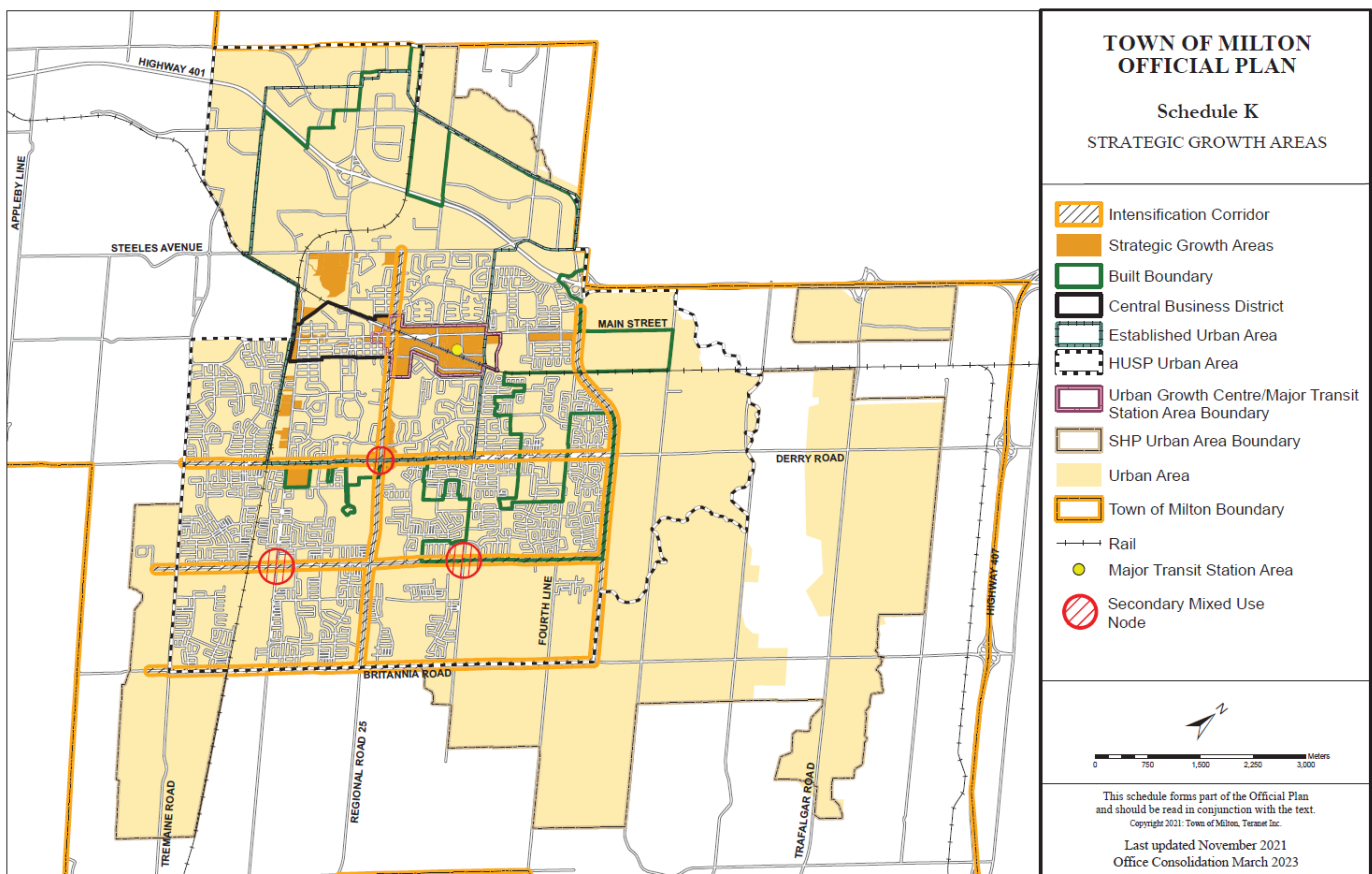 HIGHWAY 401
APPLEBY LINE
STEELES AVENUE
MAIN STREET
DERRY ROAD
HIGHWAY 407
FOURTH LINE
BRITANNIA ROAD
REGIONAL ROAD 25
TREMAINE ROAD
TRAFALGAR ROAD
TOWN OF MILTON
OFFICIAL PLAN
Schedule K
STRATEGIC GROWTH AREAS
Intensification Corridor
Strategic Growth Areas
Built Boundary
Central Business District
Established Urban Area
HUSP Urban Area
Urban Growth Centre/Major Transit
Station Area Boundary
SHP Urban Area Boundary
Urban Area
Town of Milton Boundary
Rail
Major Transit Station Area
Secondary Mixed Use
Node
N
Meters
0 750 1,500 2,250 3,000
This schedule forms part of the Official Plan
and should be read in conjunction with the text.
Copyright 2021: Town of Milton, Teranet Inc.
Last updated November 2021
Office Consolidation March 2023